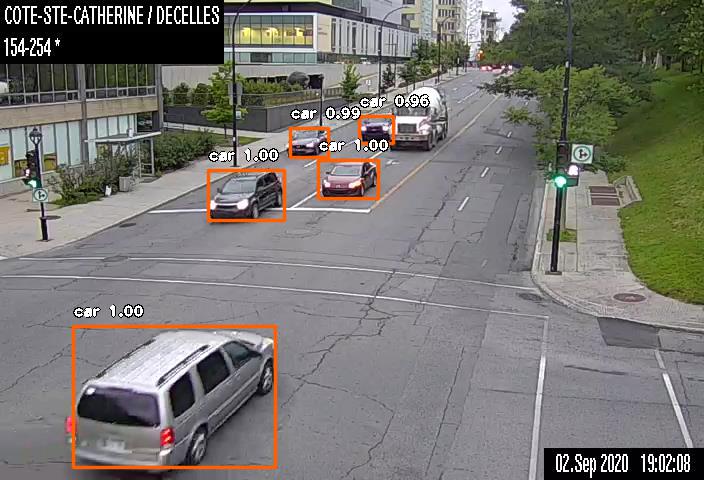 COTE-STE-CATHERINE / DECELLES
154-254 *
car 0.99
car 0.96
car 1.00
car 1.00
car 1.00
02.Sep 2020 19:02:08